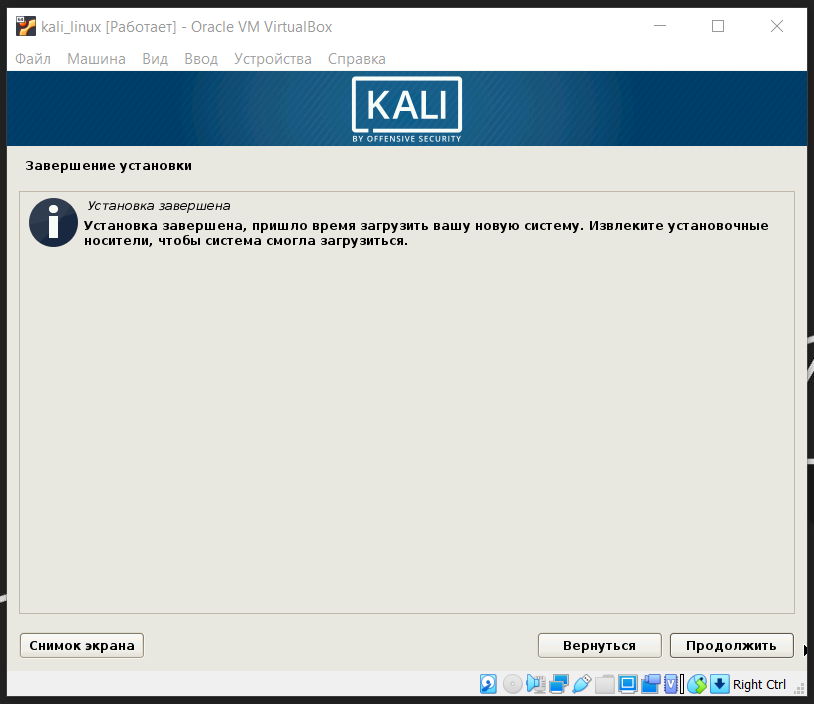 kali_linux [Работает] - Oracle VM VirtualBox
Файл Машина Вид Ввод Устройства Справка
KALI
BY OFFENSIVE SECURITY
Завершение установки
Установка завершена
Установка завершена, пришло время загрузить вашу новую систему. Извлеките установочные
носители, чтобы система смогла загрузиться.
Снимок экрана Вернуться Продолжить
Right Ctrl